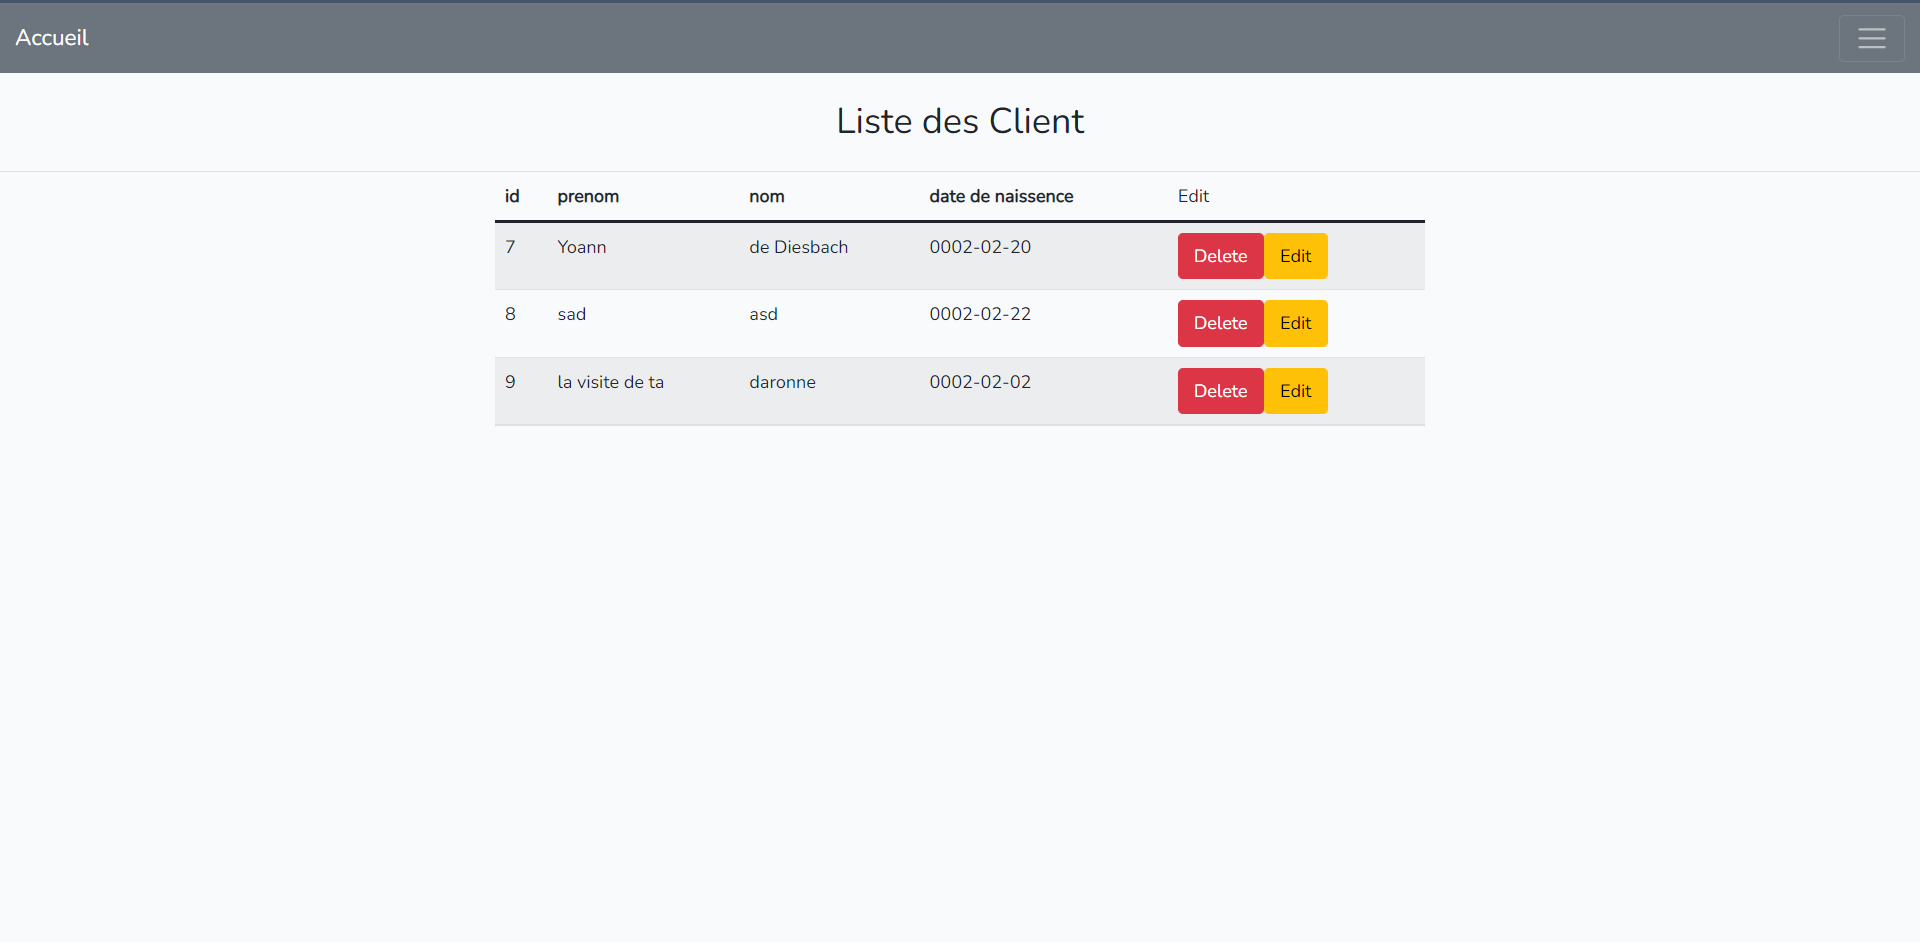 Accueil
Liste des Client
id prenom nom date de naissence Edit
7 Yoann de Diesbach 0002-02-20 Delete Edit
8 sad asd 0002-02-22 Delete Edit
9 la visite de ta daronne 0002-02-02 Delete Edit